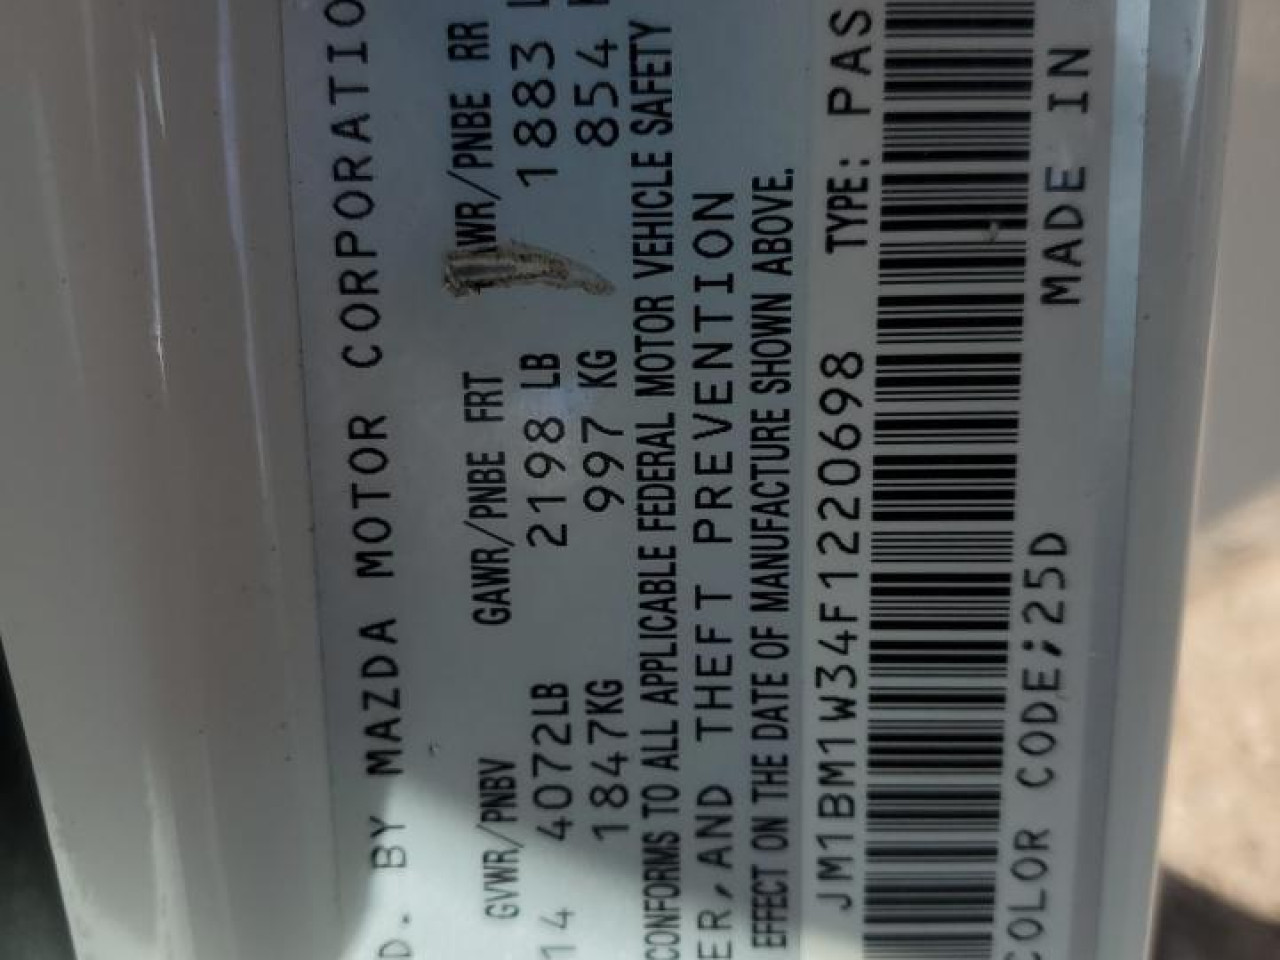 D. BY MAZDA MOTOR CORPORATIO
GVWR/PNBV GAWR/PNBE FRT AWR/PNBE RR
14 4072LB 2198 LB 1883 L
1847KG 997 KG 854
CONFORMS TO ALL APPLICABLE FEDERAL MOTOR VEHICLE SAFETY
ER,AND THEFT PREVENTION
EFFECT ON THE DATE OF MANUFACTURE SHOWN ABOVE.
JM1BM1W34F1220698 TYPE: PAS
COLOR CODE;25D MADE IN